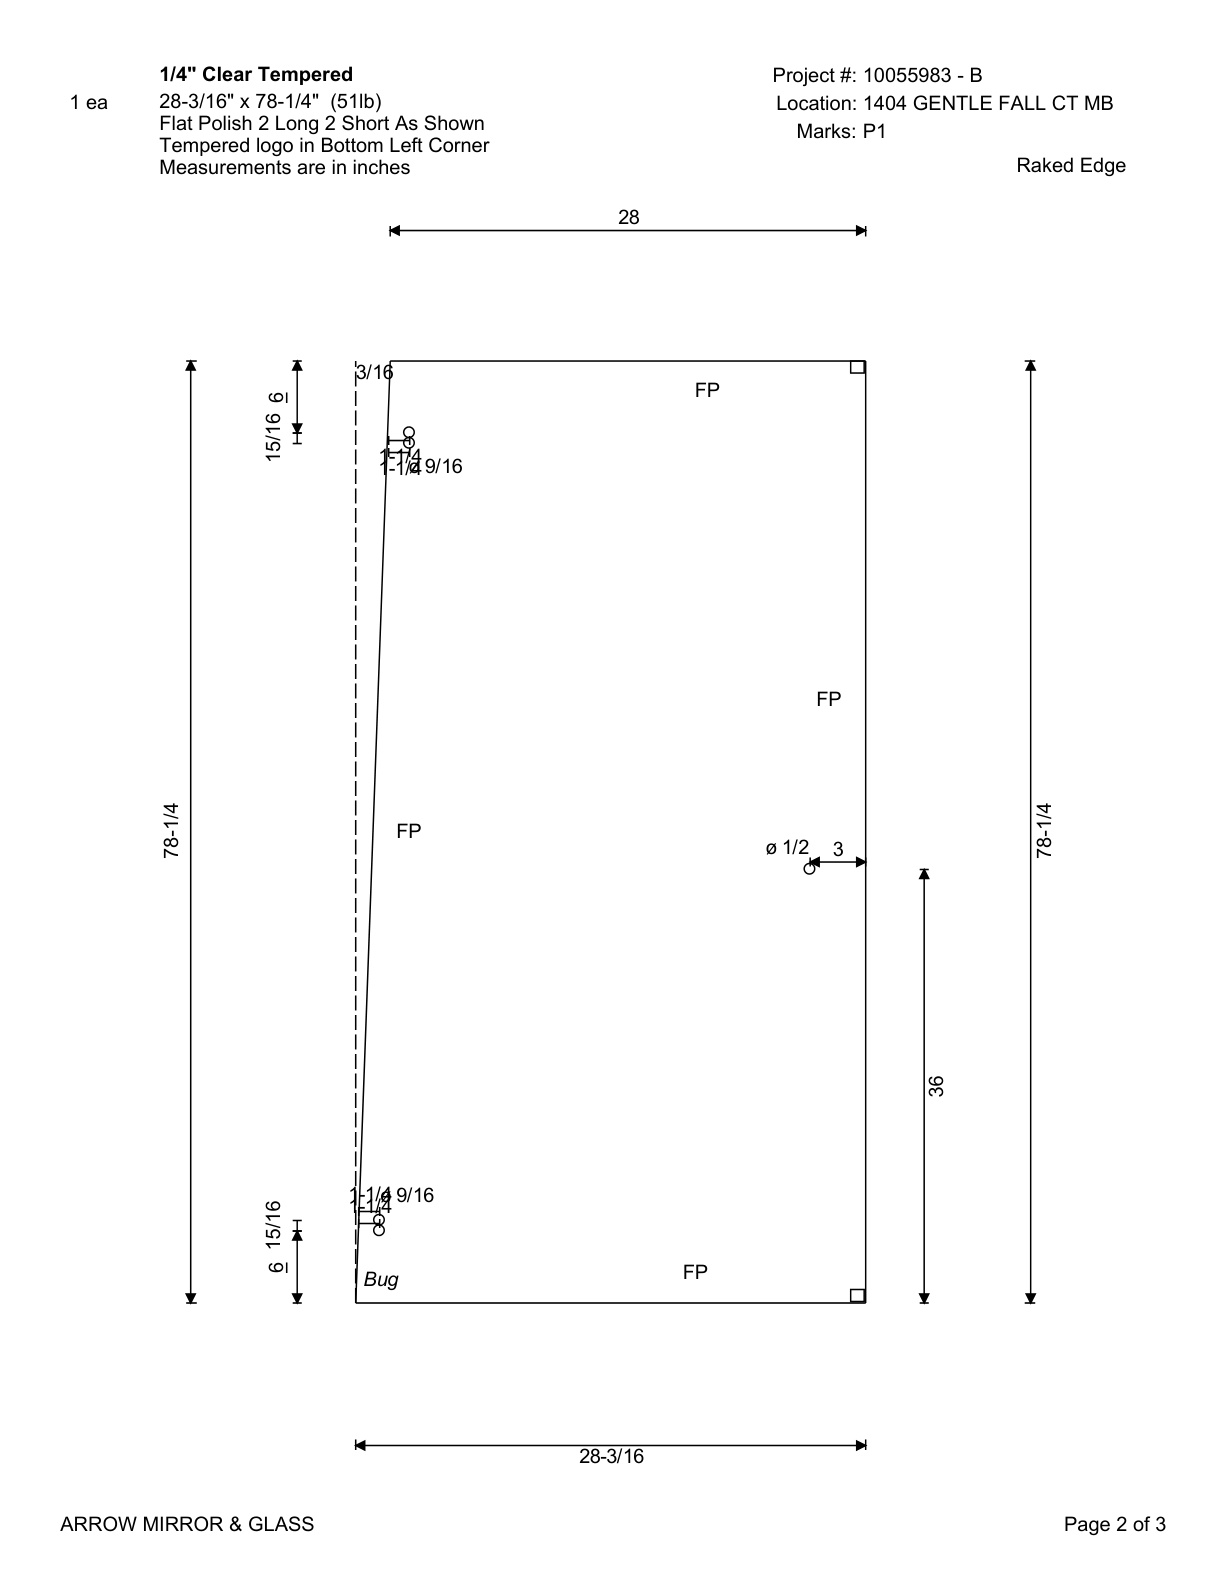 1/4" Clear Tempered
Project #: 10055983 - B
1 ea
28-3/16" x 78-1/4" (51lb)
Location: 1404 GENTLE FALL CT MB
Flat Polish 2 Long 2 Short As Shown
Marks: P1
Tempered logo in Bottom Left Corner
Measurements are in inches
Raked Edge
28
3/16
FP
6
15/16
1-1/4
1-1/4
ø 9/16
FP
78-1/4
FP
ø 1/2
3
78-1/4
36
1-1/4
ø 9/16
1-1/4
15/16
6
Bug
FP
28-3/16
ARROW MIRROR & GLASS
Page 2 of 3